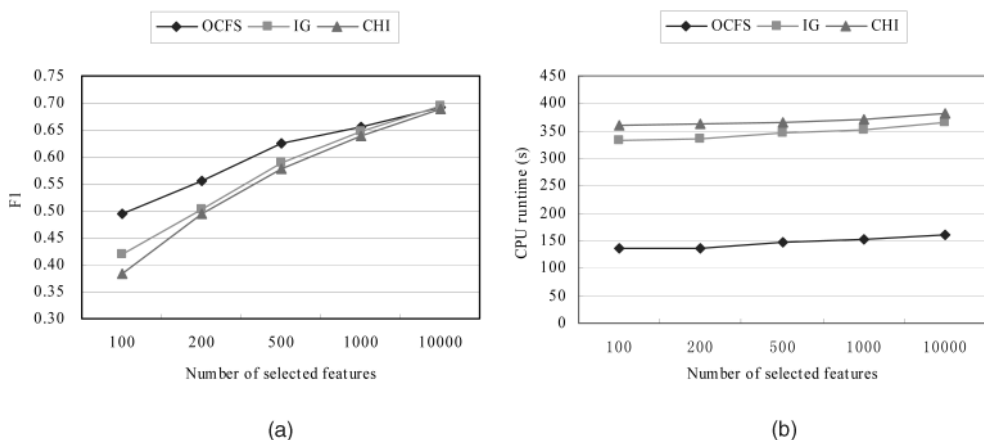 OCFS IG CHI
0.75
0.70
0.65
0.60
0.55
0.50
0.45
0.40
0.35
0.30
F1
100 200 500 1000 10000
Number of selected features
(a)
OCFS IG CHI
450
400
350
300
250
200
150
100
50
0
CPU runtime (s)
100 200 500 1000 10000
Number of selected features
(b)